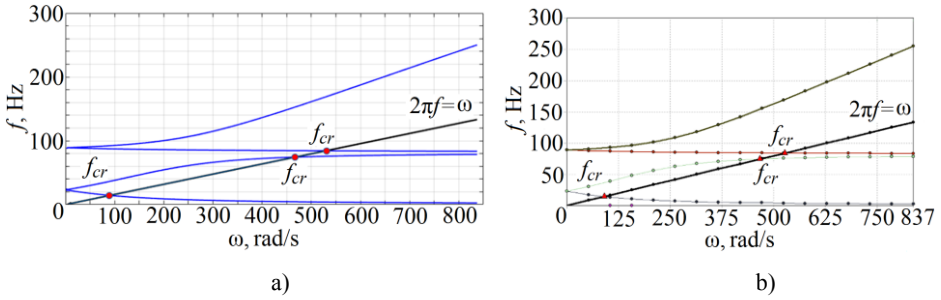 300
200
100
0
f, Hz
2πf=ω
f_cr
f_cr
f_cr
0 100 200 300 400 500 600 700 800
ω, rad/s
a)
300
250
200
150
100
50
0
f, Hz
2πf=ω
f_cr
f_cr
f_cr
125 250 375 500 625 750 837
ω, rad/s
b)